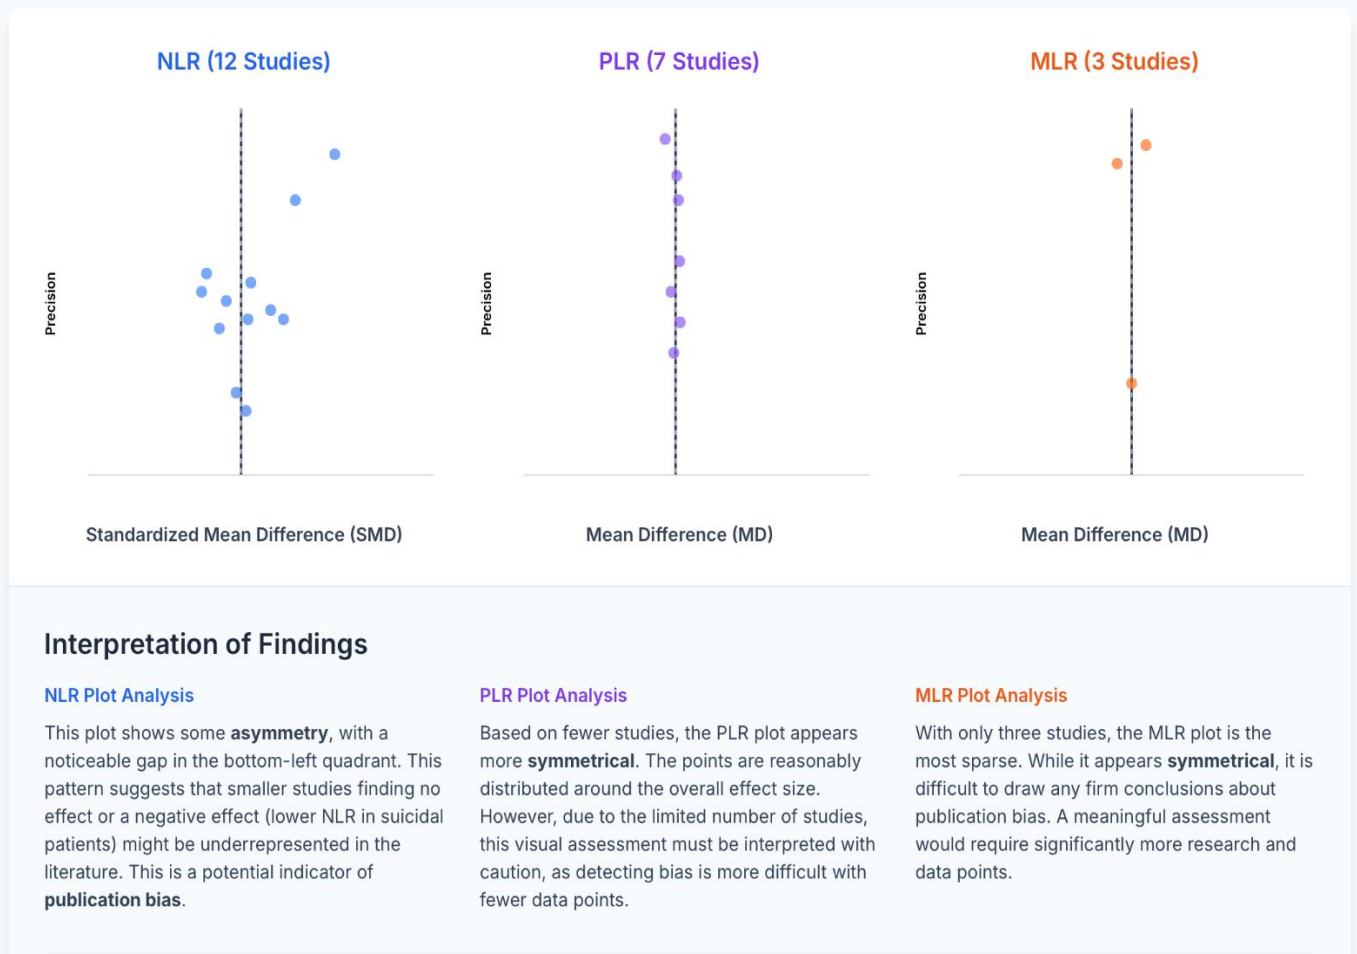 NLR (12 Studies)
PLR (7 Studies)
MLR (3 Studies)
Precision
Precision
Precision
Standardized Mean Difference (SMD)
Mean Difference (MD)
Mean Difference (MD)
Interpretation of Findings
NLR Plot Analysis
This plot shows some asymmetry, with a
noticeable gap in the bottom-left quadrant. This
pattern suggests that smaller studies finding no
effect or a negative effect (lower NLR in suicidal
patients) might be underrepresented in the
literature. This is a potential indicator of
publication bias.
PLR Plot Analysis
Based on fewer studies, the PLR plot appears
more symmetrical. The points are reasonably
distributed around the overall effect size.
However, due to the limited number of studies,
this visual assessment must be interpreted with
caution, as detecting bias is more difficult with
fewer data points.
MLR Plot Analysis
With only three studies, the MLR plot is the
most sparse. While it appears symmetrical, it is
difficult to draw any firm conclusions about
publication bias. A meaningful assessment
would require significantly more research and
data points.